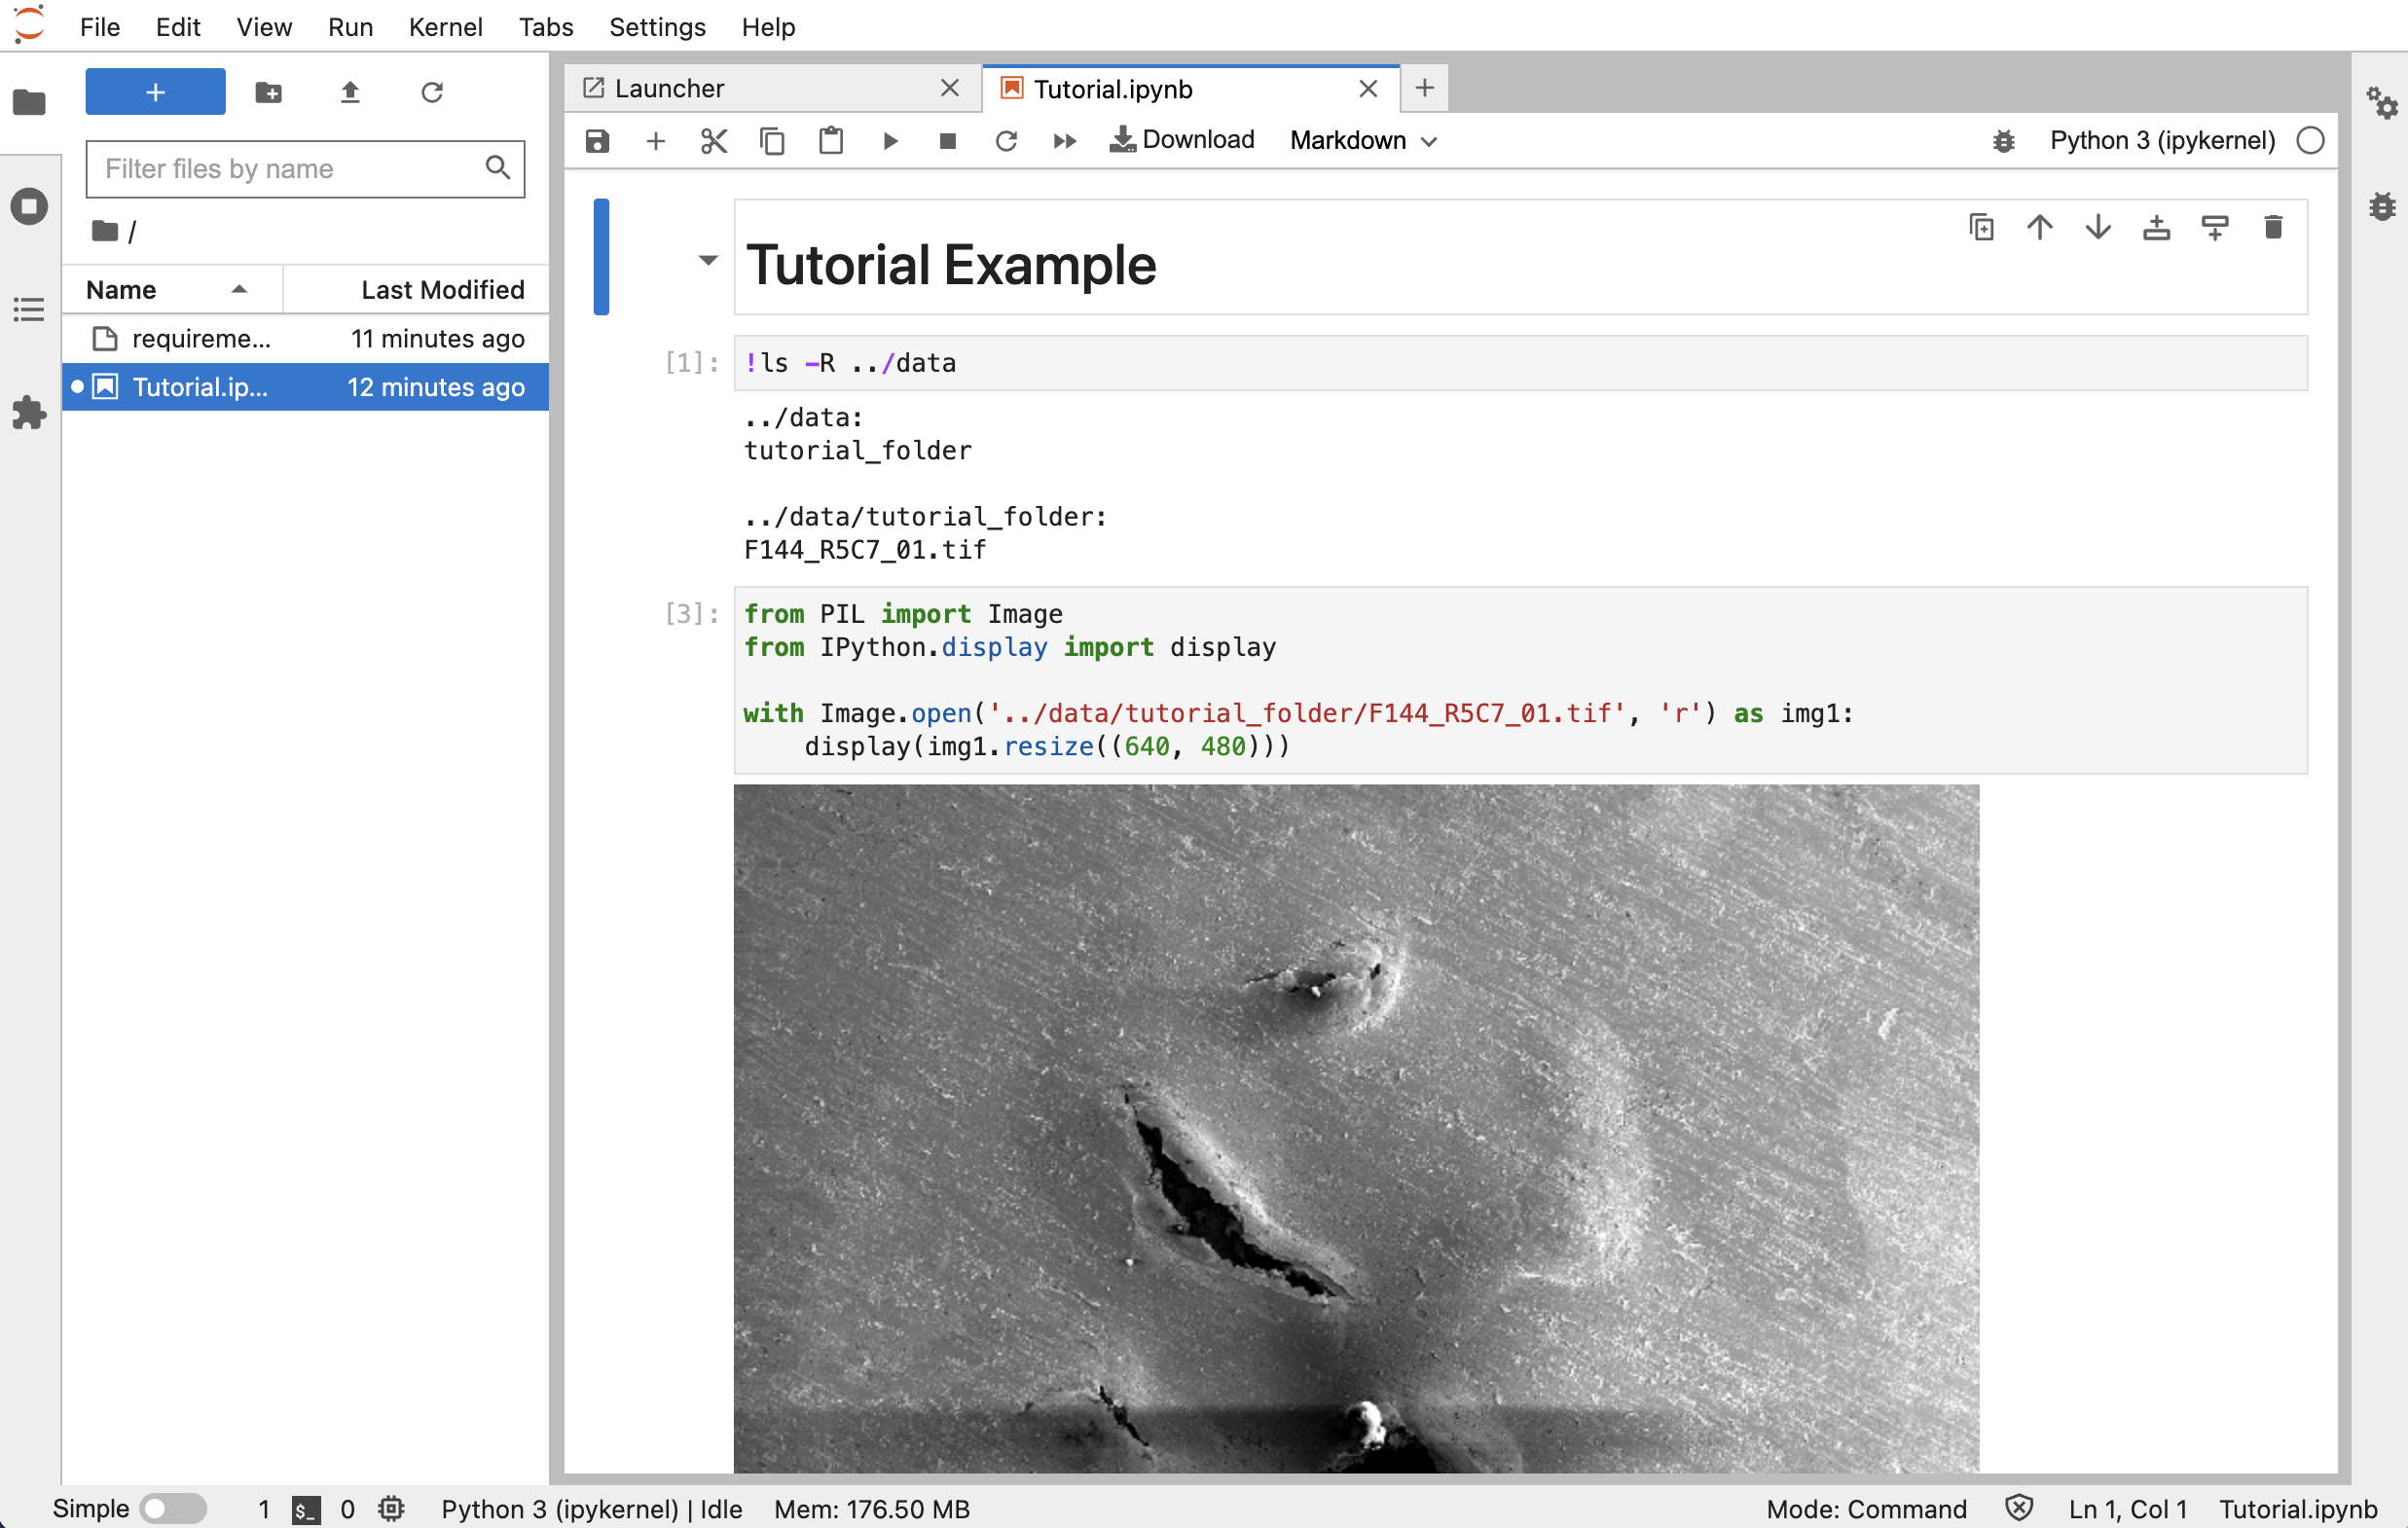 File Edit View Run Kernel Tabs Settings Help
+
Filter files by name
/
Name Last Modified
requireme... 11 minutes ago
Tutorial.ip... 12 minutes ago
Launcher
Tutorial.ipynb
Download Markdown Python 3 (ipykernel)
Tutorial Example
[1]: !ls -R ../data
../data:
tutorial_folder
../data/tutorial_folder:
F144_R5C7_01.tif
[3]: from PIL import Image
from IPython.display import display
with Image.open('../data/tutorial_folder/F144_R5C7_01.tif', 'r') as img1:
display(img1.resize((640, 480)))
Simple 1 $_ 0 Python 3 (ipykernel) | Idle Mem: 176.50 MB Mode: Command Ln 1, Col 1 Tutorial.ipynb